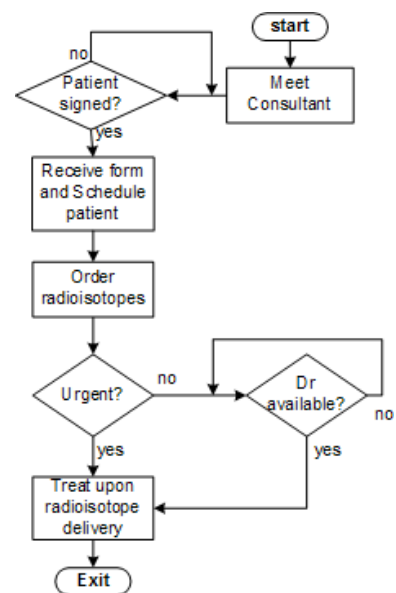 start
Meet
Consultant
no
Patient
signed?
yes
Receive form
and Schedule
patient
Order
radioisotopes
Urgent?
no
Dr
available?
no
yes
yes
Treat upon
radioisotope
delivery
Exit